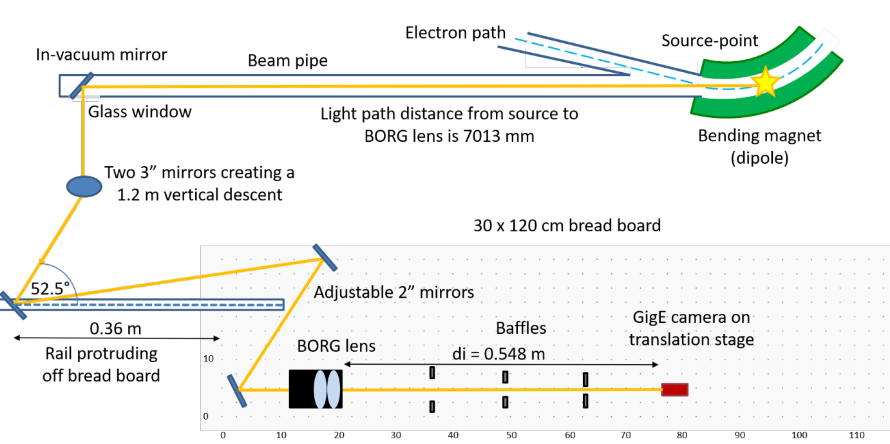 Electron path
Source-point
In-vacuum mirror
Beam pipe
Glass window
Light path distance from source to
BORG lens is 7013 mm
Bending magnet
(dipole)
Two 3” mirrors creating a
1.2 m vertical descent
30 x 120 cm bread board
52.5°
Adjustable 2” mirrors
0.36 m
Rail protruding
off bread board
BORG lens
Baffles
di = 0.548 m
GigE camera on
translation stage
10
0
0 10 20 30 40 50 60 70 80 90 100 110